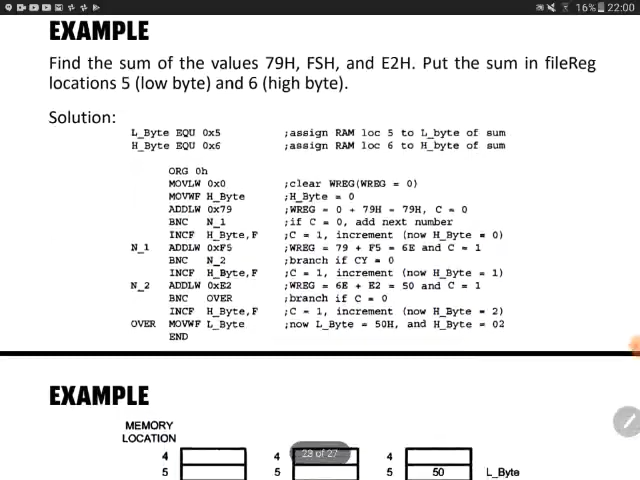 16% 22:00
EXAMPLE
Find the sum of the values 79H, FSH, and E2H. Put the sum in fileReg
locations 5 (low byte) and 6 (high byte).
Solution:
L_Byte EQU 0x5 ;assign RAM loc 5 to L_byte of sum
H_Byte EQU 0x6 ;assign RAM loc 6 to H_byte of sum
ORG 0h
MOVLW 0x0 ;clear WREG(WREG = 0)
MOVWF H_Byte ;H_Byte = 0
ADDLW 0x79 ;WREG = 0 + 79H = 79H, C = 0
BNC N_1 ;if C = 0, add next number
INCF H_Byte,F ;C = 1, increment (now H_Byte = 0)
N_1 ADDLW 0xF5 ;WREG = 79 + F5 = 6E and C = 1
BNC N_2 ;branch if CY = 0
INCF H_Byte,F ;C = 1, increment (now H_Byte = 1)
N_2 ADDLW 0xE2 ;WREG = 6E + E2 = 50 and C = 1
BNC OVER ;branch if C = 0
INCF H_Byte,F ;C = 1, increment (now H_Byte = 2)
OVER MOVWF L_Byte ;now L_Byte = 50H, and H_Byte = 02
END
EXAMPLE
MEMORY
LOCATION
4 4 23 of 27 4
5 5 5 50 L_Byte